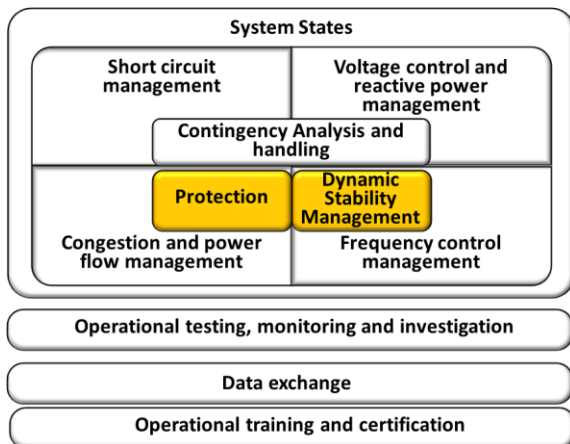 System States
Short circuit
management
Voltage control and
reactive power
management
Contingency Analysis and
handling
Protection
Dynamic
Stability
Management
Congestion and power
flow management
Frequency control
management
Operational testing, monitoring and investigation
Data exchange
Operational training and certification